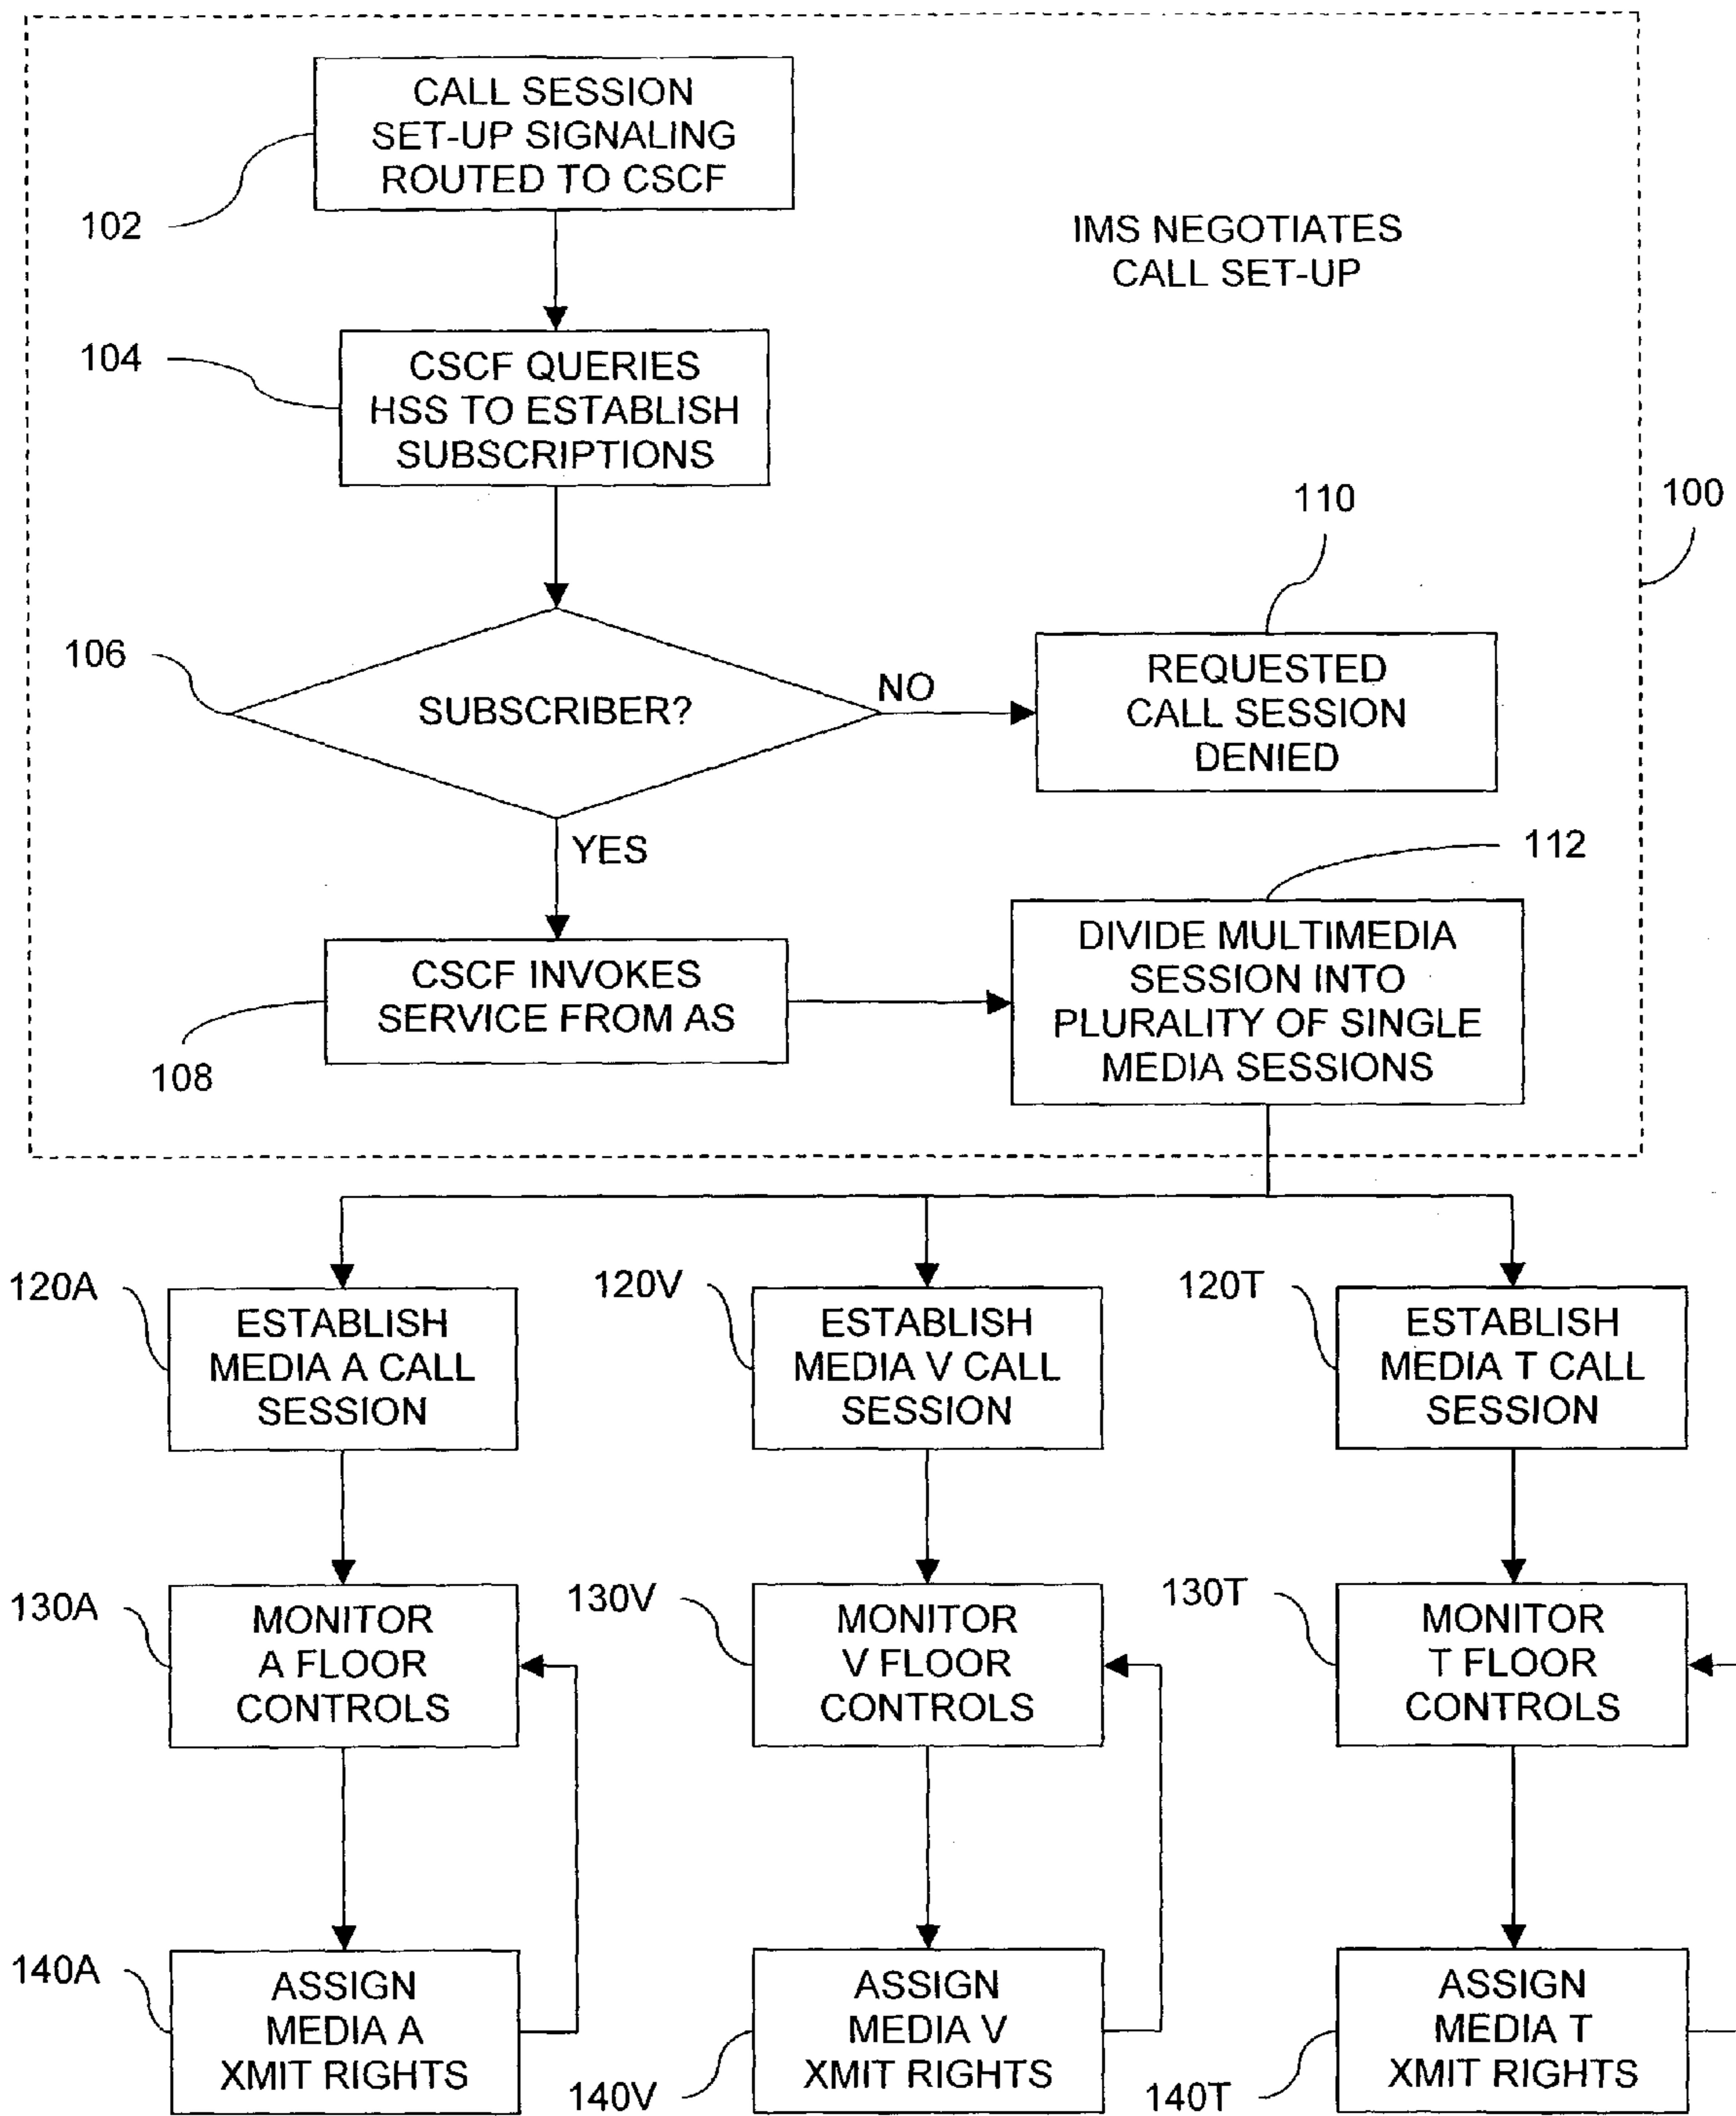 CALL SESSION
SET-UP SIGNALING
ROUTED TO CSCF
102
IMS NEGOTIATES
CALL SET-UP
104
CSCF QUERIES
HSS TO ESTABLISH
SUBSCRIPTIONS
110
100
106
SUBSCRIBER?
NO
REQUESTED
CALL SESSION
DENIED
YES
112
CSCF INVOKES
SERVICE FROM AS
108
DIVIDE MULTIMEDIA
SESSION INTO
PLURALITY OF SINGLE
MEDIA SESSIONS
120A
ESTABLISH
MEDIA A CALL
SESSION
120V
ESTABLISH
MEDIA V CALL
SESSION
120T
ESTABLISH
MEDIA T CALL
SESSION
130A
MONITOR
A FLOOR
CONTROLS
130V
MONITOR
V FLOOR
CONTROLS
130T
MONITOR
T FLOOR
CONTROLS
140A
ASSIGN
MEDIA A
XMIT RIGHTS
140V
ASSIGN
MEDIA V
XMIT RIGHTS
140T
ASSIGN
MEDIA T
XMIT RIGHTS